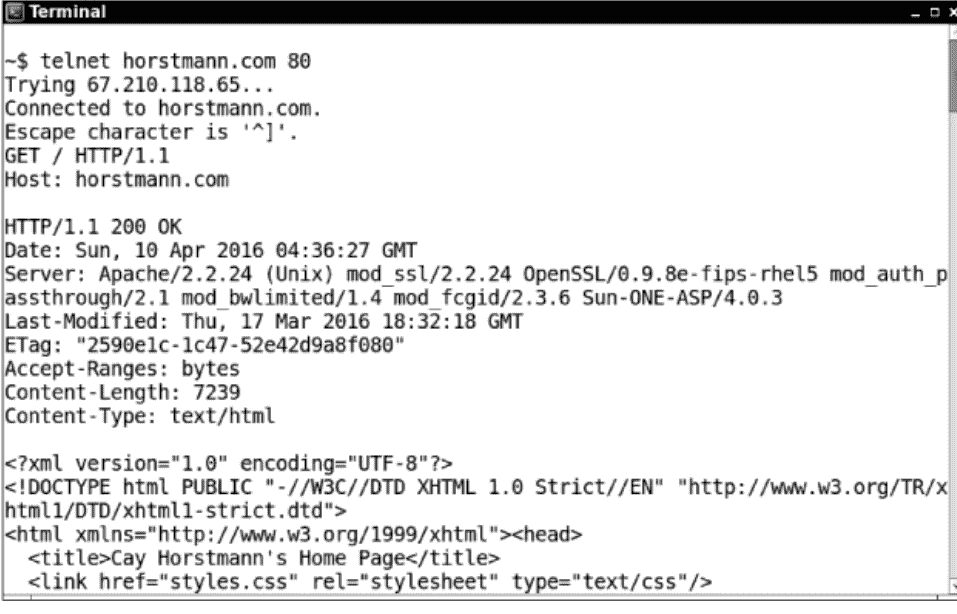 Terminal
~$ telnet horstmann.com 80
Trying 67.210.118.65...
Connected to horstmann.com.
Escape character is '^]'.
GET / HTTP/1.1
Host: horstmann.com
HTTP/1.1 200 OK
Date: Sun, 10 Apr 2016 04:36:27 GMT
Server: Apache/2.2.24 (Unix) mod_ssl/2.2.24 OpenSSL/0.9.8e-fips-rhel5 mod_auth_p
assthrough/2.1 mod_bwlimited/1.4 mod_fcgid/2.3.6 Sun-ONE-ASP/4.0.3
Last-Modified: Thu, 17 Mar 2016 18:32:18 GMT
ETag: "2590e1c-1c47-52e42d9a8f080"
Accept-Ranges: bytes
Content-Length: 7239
Content-Type: text/html
<?xml version="1.0" encoding="UTF-8"?>
<!DOCTYPE html PUBLIC "-//W3C//DTD XHTML 1.0 Strict//EN" "http://www.w3.org/TR/x
html1/DTD/xhtml1-strict.dtd">
<html xmlns="http://www.w3.org/1999/xhtml"><head>
  <title>Cay Horstmann's Home Page</title>
  <link href="styles.css" rel="stylesheet" type="text/css"/>